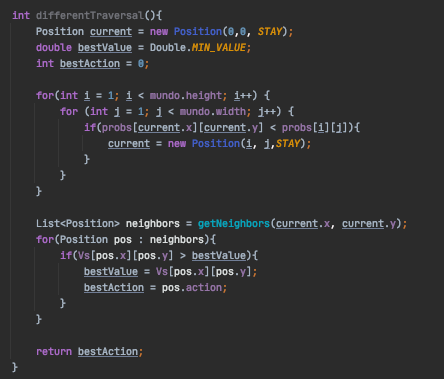 int differentTraversal(){
    Position current = new Position(0,0, STAY);
    double bestValue = Double.MIN_VALUE;
    int bestAction = 0;

    for(int i = 1; i < mundo.height; i++) {
        for (int j = 1; j < mundo.width; j++) {
            if(probs[current.x][current.y] < probs[i][j]){
                current = new Position(i, j,STAY);
            }
        }
    }

    List<Position> neighbors = getNeighbors(current.x, current.y);
    for(Position pos : neighbors){
        if(Vs[pos.x][pos.y] > bestValue){
            bestValue = Vs[pos.x][pos.y];
            bestAction = pos.action;
        }
    }

    return bestAction;
}